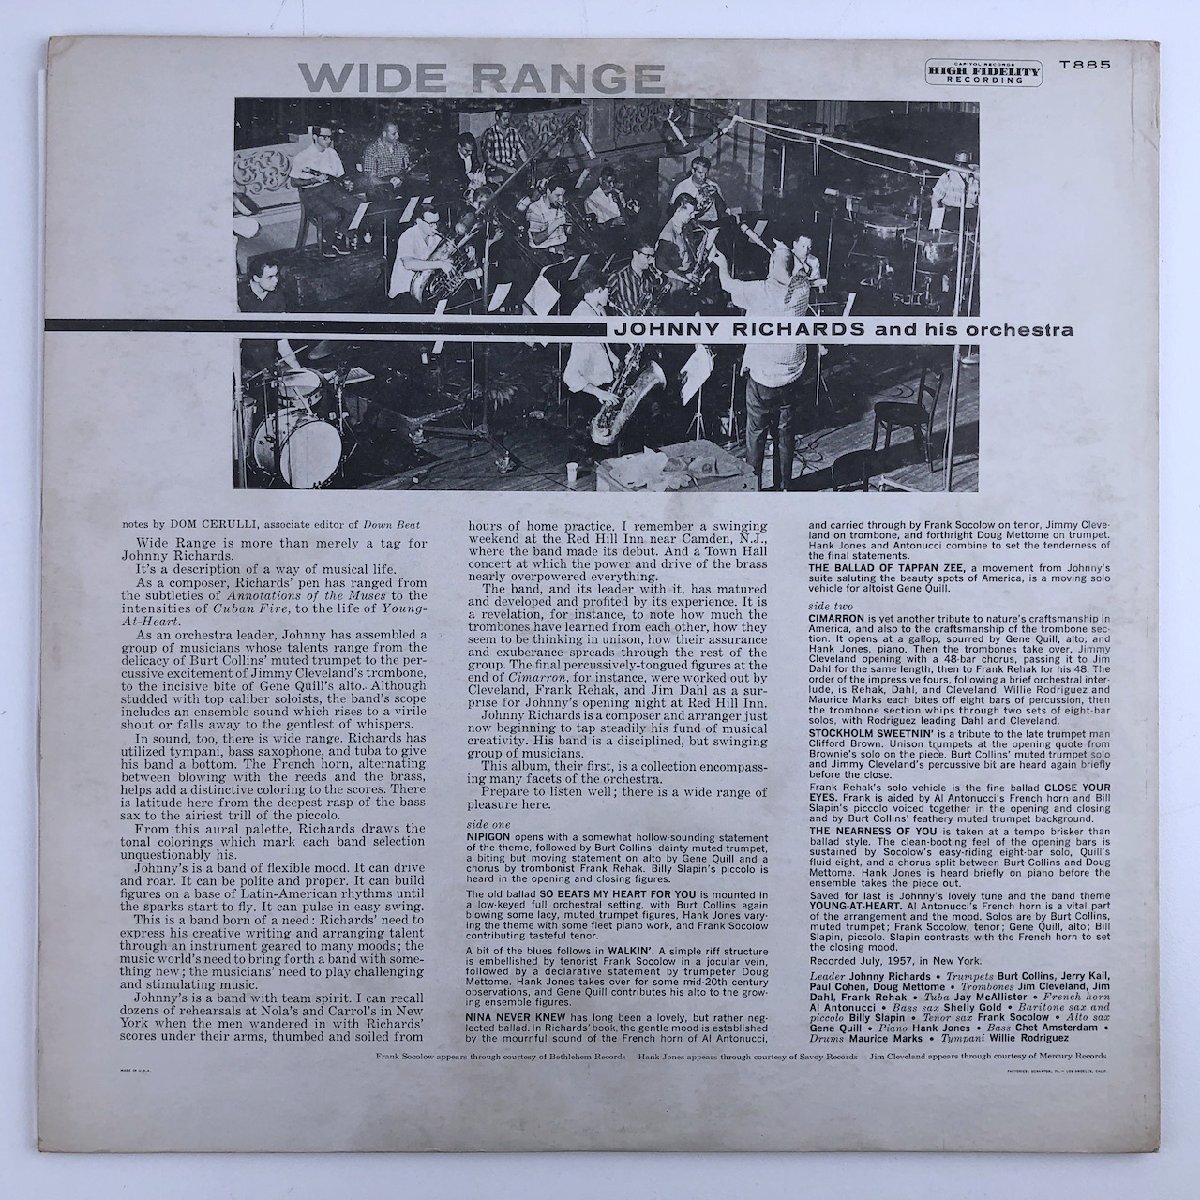 WIDE RANGE
CAPITOL RECORDS
HIGH FIDELITY
RECORDING
T885
JOHNNY RICHARDS and his orchestra
notes by DOM CERULLI, associate editor of Down Beat
Wide Range is more than merely a tag for
Johnny Richards.
It's a description of a way of musical life.
As a composer, Richards' pen has ranged from
the subtleties of Annotations of the Muses to the
intensities of Cuban Fire, to the life of Young-
At-Heart.
As an orchestra leader, Johnny has assembled a
group of musicians whose talents range from the
delicacy of Burt Collins' muted trumpet to the per-
cussive excitement of Jimmy Cleveland's trombone,
to the incisive bite of Gene Quill's alto. Although
studded with top caliber soloists, the band's scope
includes an ensemble sound which rises to a virile
shout or falls away to the gentlest of whispers.
In sound, too, there is wide range. Richards has
utilized tympani, bass saxophone, and tuba to give
his band a bottom. The French horn, alternating
between blowing with the reeds and the brass,
helps add a distinctive coloring to the scores. There
is latitude here from the deepest rasp of the bass
sax to the airiest trill of the piccolo.
From this aural palette, Richards draws the
tonal colorings which mark each band selection
unquestionably his.
Johnny's is a band of flexible mood. It can drive
and roar. It can be polite and proper. It can build
figures on a base of Latin-American rhythms until
the sparks start to fly. It can pulse in easy swing.
This is a band born of a need: Richards' need to
express his creative writing and arranging talent
through an instrument geared to many moods; the
music world's need to bring forth a band with some-
thing new; the musicians' need to play challenging
and stimulating music.
Johnny's is a band with team spirit. I can recall
dozens of rehearsals at Nola's and Carrol's in New
York when the men wandered in with Richards'
scores under their arms, thumbed and soiled from
hours of home practice. I remember a swinging
weekend at the Red Hill Inn near Camden, N.J.,
where the band made its debut. And a Town Hall
concert at which the power and drive of the brass
nearly overpowered everything.
The band, and its leader with it, has matured
and developed and profited by its experience. It is
a revelation, for instance, to note how much the
trombones have learned from each other, how they
seem to be thinking in unison, how their assurance
and exuberance spreads through the rest of the
group. The final percussively-tongued figures at the
end of Cimarron, for instance, were worked out by
Cleveland, Frank Rehak, and Jim Dahl as a sur-
prise for Johnny's opening night at Red Hill Inn.
Johnny Richards is a composer and arranger just
now beginning to tap steadily his fund of musical
creativity. His band is a disciplined, but swinging
group of musicians.
This album, their first, is a collection encompass-
ing many facets of the orchestra.
Prepare to listen well; there is a wide range of
pleasure here.
side one
NIPIGON opens with a somewhat hollow-sounding statement
of the theme, followed by Burt Collins' dainty muted trumpet,
a biting but moving statement on alto by Gene Quill and a
chorus by trombonist Frank Rehak. Billy Slapin's piccolo is
heard in the opening and closing figures.
The old ballad SO BEATS MY HEART FOR YOU is mounted in
a low-keyed full orchestral setting, with Burt Collins again
blowing some lacy, muted trumpet figures, Hank Jones vary-
ing the theme with some fleet piano work, and Frank Socolow
contributing tasteful tenor.
A bit of the blues follows in WALKIN'. A simple riff structure
is embellished by tenorist Frank Socolow in a jocular vein,
followed by a declarative statement by trumpeter Doug
Mettome. Hank Jones takes over for some mid-20th century
observations, and Gene Quill contributes his alto to the grow-
ing ensemble figures.
NINA NEVER KNEW has long been a lovely, but rather neg-
lected ballad. In Richards' book, the gentle mood is established
by the mournful sound of the French horn of Al Antonucci,
and carried through by Frank Socolow on tenor, Jimmy Cleve-
land on trombone, and forthright Doug Mettome on trumpet.
Hank Jones and Antonucci combine to set the tenderness of
the final statements.
THE BALLAD OF TAPPAN ZEE, a movement from Johnny's
suite saluting the beauty spots of America, is a moving solo
vehicle for altoist Gene Quill.
side two
CIMARRON is yet another tribute to nature's craftsmanship in
America, and also to the craftsmanship of the trombone sec-
tion. It opens at a gallop, spurred by Gene Quill, alto, and
Hank Jones, piano. Then the trombones take over, Jimmy
Cleveland opening with a 48-bar chorus, passing it to Jim
Dahl for the same length, then to Frank Rehak for his 48. The
order of the impressive fours, following a brief orchestral inter-
lude, is Rehak, Dahl, and Cleveland. Willie Rodriguez and
Maurice Marks each bites off eight bars of percussion, then
the trombone section whips through two sets of eight-bar
solos, with Rodriguez leading Dahl and Cleveland.
STOCKHOLM SWEETNIN' is a tribute to the late trumpet man
Clifford Brown. Unison trumpets at the opening quote from
Brownie's solo on the piece. Burt Collins' muted trumpet solo
and Jimmy Cleveland's percussive bit are heard again briefly
before the close.
Frank Rehak's solo vehicle is the fine ballad CLOSE YOUR
EYES. Frank is aided by Al Antonucci's French horn and Bill
Slapin's piccolo voiced together in the opening and closing
and by Burt Collins' feathery muted trumpet background.
THE NEARNESS OF YOU is taken at a tempo brisker than
ballad style. The clean-booting feel of the opening bars is
sustained by Socolow's easy-riding eight-bar solo, Quill's
fluid eight, and a chorus split between Burt Collins and Doug
Mettome. Hank Jones is heard briefly on piano before the
ensemble takes the piece out.
Saved for last is Johnny's lovely tune and the band theme
YOUNG-AT-HEART. Al Antonucci's French horn is a vital part
of the arrangement and the mood. Solos are by Burt Collins,
muted trumpet; Frank Socolow, tenor; Gene Quill, alto; Bill
Slapin, piccolo. Slapin contrasts with the French horn to set
the closing mood.
Recorded July, 1957, in New York.
Leader Johnny Richards • Trumpets Burt Collins, Jerry Kail,
Paul Cohen, Doug Mettome • Trombones Jim Cleveland, Jim
Dahl, Frank Rehak • Tuba Jay McAllister • French horn
Al Antonucci • Bass sax Shelly Gold • Baritone sax and
piccolo Billy Slapin • Tenor sax Frank Socolow • Alto sax
Gene Quill • Piano Hank Jones • Bass Chet Amsterdam •
Drums Maurice Marks • Tympani Willie Rodriguez
Frank Socolow appears through courtesy of Bethlehem Records Hank Jones appears through courtesy of Savoy Records Jim Cleveland appears through courtesy of Mercury Records
MADE IN U.S.A.
FACTORIES: SCRANTON, PA. — LOS ANGELES, CALIF.